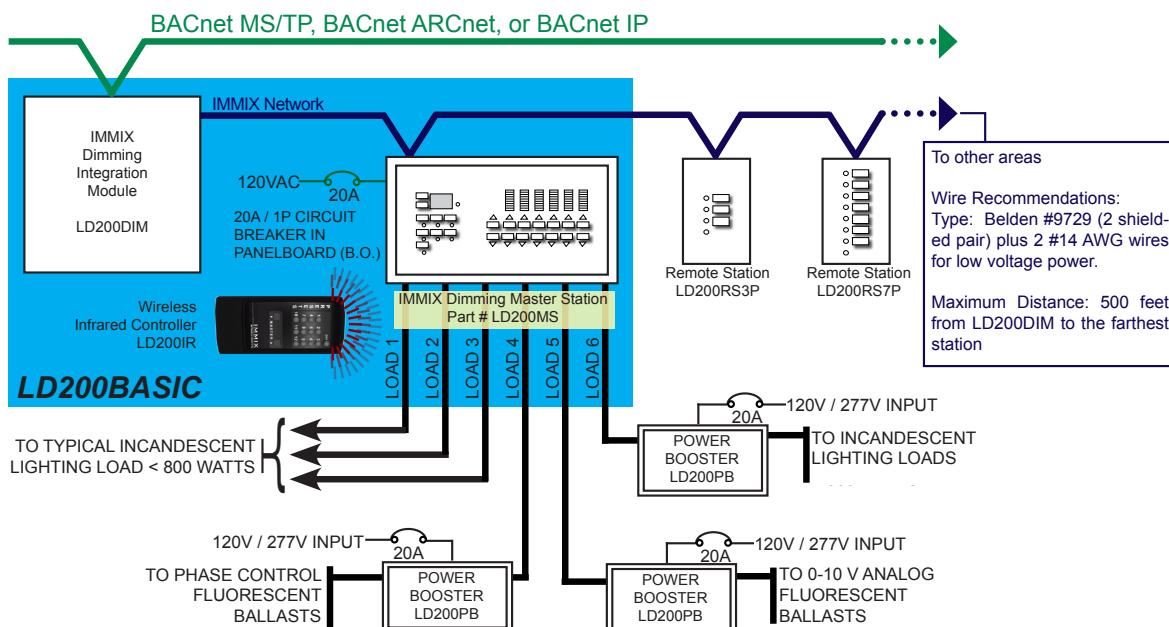 BACnet MS/TP, BACnet ARCnet, or BACnet IP
IMMIX Network
IMMIX
Dimming
Integration
Module
LD200DIM
120VAC
20A
20A / 1P CIRCUIT
BREAKER IN
PANELBOARD (B.O.)
Wireless
Infrared Controller
LD200IR
IMMIX
PRESETS
IMMIX Dimming Master Station
Part # LD200MS
LD200BASIC
LOAD 1
LOAD 2
LOAD 3
LOAD 4
LOAD 5
LOAD 6
Remote Station
LD200RS3P
Remote Station
LD200RS7P
To other areas
Wire Recommendations:
Type: Belden #9729 (2 shield-
ed pair) plus 2 #14 AWG wires
for low voltage power.
Maximum Distance: 500 feet
from LD200DIM to the farthest
station
TO TYPICAL INCANDESCENT
LIGHTING LOAD < 800 WATTS
120V / 277V INPUT
20A
POWER
BOOSTER
LD200PB
TO INCANDESCENT
LIGHTING LOADS
120V / 277V INPUT
20A
TO PHASE CONTROL
FLUORESCENT
BALLASTS
POWER
BOOSTER
LD200PB
120V / 277V INPUT
20A
POWER
BOOSTER
LD200PB
TO 0-10 V ANALOG
FLUORESCENT
BALLASTS